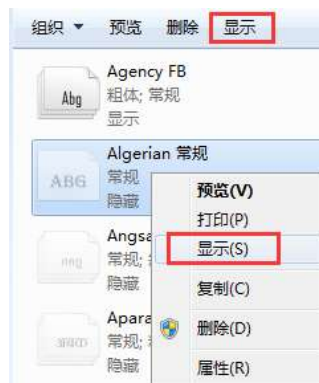 组织 预览 删除 显示
Agency FB
Abg
粗体; 常规
显示
Algerian 常规
ABG
常规
隐藏
预览(V)
打印(P)
Angsa
显示(S)
常规;
隐藏
复制(C)
Apara
删除(D)
常规;
隐藏
属性(R)